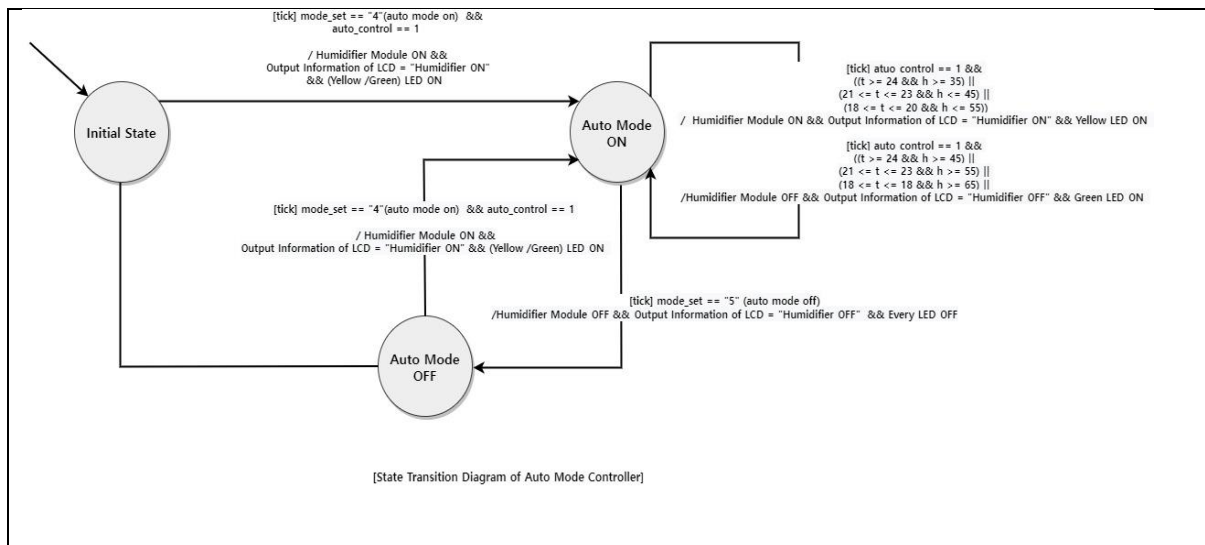 [tick] mode_set == "4"(auto mode on) &&
auto_control == 1
/ Humidifier Module ON &&
Output Information of LCD = "Humidifier ON"
&& (Yellow /Green) LED ON
Initial State
Auto Mode
ON
[tick] atuo control == 1 &&
((t >= 24 && h >= 35) ||
(21 <= t <= 23 && h <= 45) ||
(18 <= t <= 20 && h <= 55))
/ Humidifier Module ON && Output Information of LCD = "Humidifier ON" && Yellow LED ON
[tick] auto control == 1 &&
((t >= 24 && h >= 45) ||
(21 <= t <= 23 && h >= 55) ||
(18 <= t <= 18 && h >= 65) ||
/Humidifier Module OFF && Output Information of LCD = "Humidifier OFF" && Green LED ON
[tick] mode_set == "4"(auto mode on) && auto_control == 1
/ Humidifier Module ON &&
Output Information of LCD = "Humidifier ON" && (Yellow /Green) LED ON
[tick] mode_set == "5" (auto mode off)
/Humidifier Module OFF && Output Information of LCD = "Humidifier OFF" && Every LED OFF
Auto Mode
OFF
[State Transition Diagram of Auto Mode Controller]